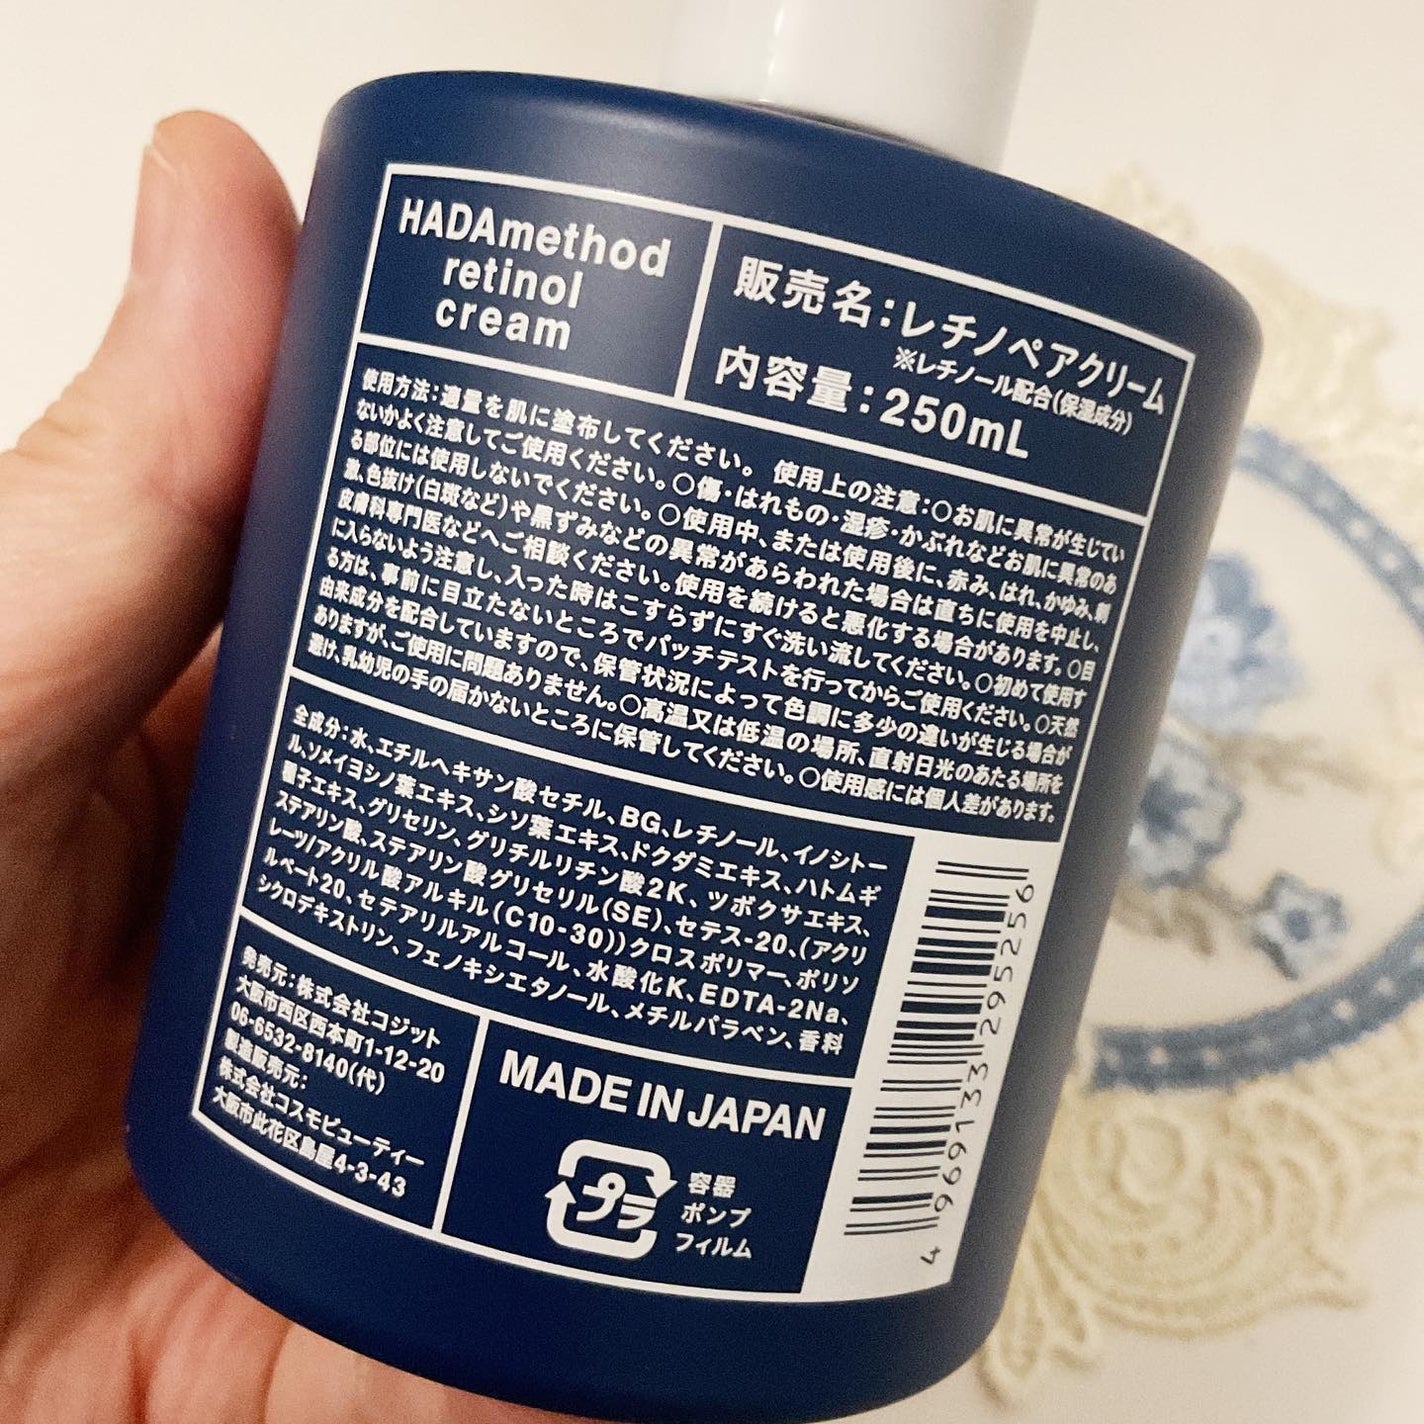 HADAmethod
retinol
cream
販売名：レチノペアクリーム
※レチノール配合(保湿成分)
内容量：250mL
使用方法：適量を肌に塗布してください。 使用上の注意：○お肌に異常が生じてい
ないかよく注意してご使用ください。○傷・はれもの・湿疹・かぶれなどお肌に異常のあ
る部位には使用しないでください。○使用中、または使用後に、赤み、はれ、かゆみ、刺
激、色抜け(白斑など)や黒ずみなどの異常があらわれた場合は直ちに使用を中止し、
皮膚科専門医などへご相談ください。使用を続けると悪化する場合があります。○目
に入らないよう注意し、入った時はこすらずにすぐ洗い流してください。○初めて使用す
る方は、事前に目立たないところでパッチテストを行ってからご使用ください。○天然
由来成分を配合していますので、保管状況によって色調に多少の違いが生じる場合が
ありますが、ご使用に問題ありません。○高温又は低温の場所、直射日光のあたる場所を
避け、乳幼児の手の届かないところに保管してください。○使用感には個人差があります。
全成分：水、エチルヘキサン酸セチル、BG、レチノール、イノシトー
ル、ソメイヨシノ葉エキス、シソ葉エキス、ドクダミエキス、ハトムギ
種子エキス、グリセリン、グリチルリチン酸2K、ツボクサエキス、
ステアリン酸、ステアリン酸グリセリル(SE)、セテス-20、(アクリ
レーツ/アクリル酸アルキル(C10-30))クロスポリマー、ポリソ
ルベート20、セテアリルアルコール、水酸化K、EDTA-2Na、
シクロデキストリン、フェノキシエタノール、メチルパラベン、香料
発売元：株式会社コジット
大阪市西区西本町1-12-20
06-6532-8140(代)
製造販売元：
株式会社コスモビューティー
大阪市此花区島屋4-3-43
MADE IN JAPAN
プラ
容器
ポンプ
フィルム
4 969133 295256